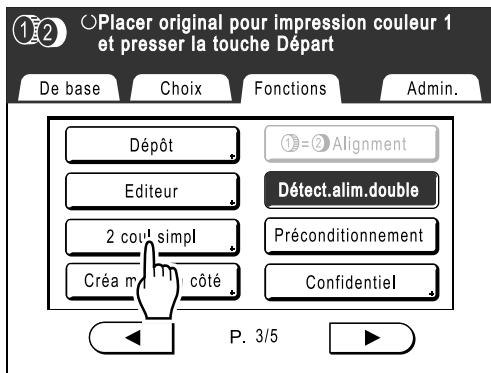 ①② Placer original pour impression couleur 1
et presser la touche Départ
De base Choix Fonctions Admin.
Dépôt ①=② Alignment
Editeur Détect.alim.double
2 coul simpl Préconditionnement
Créa côté Confidentiel
P. 3/5